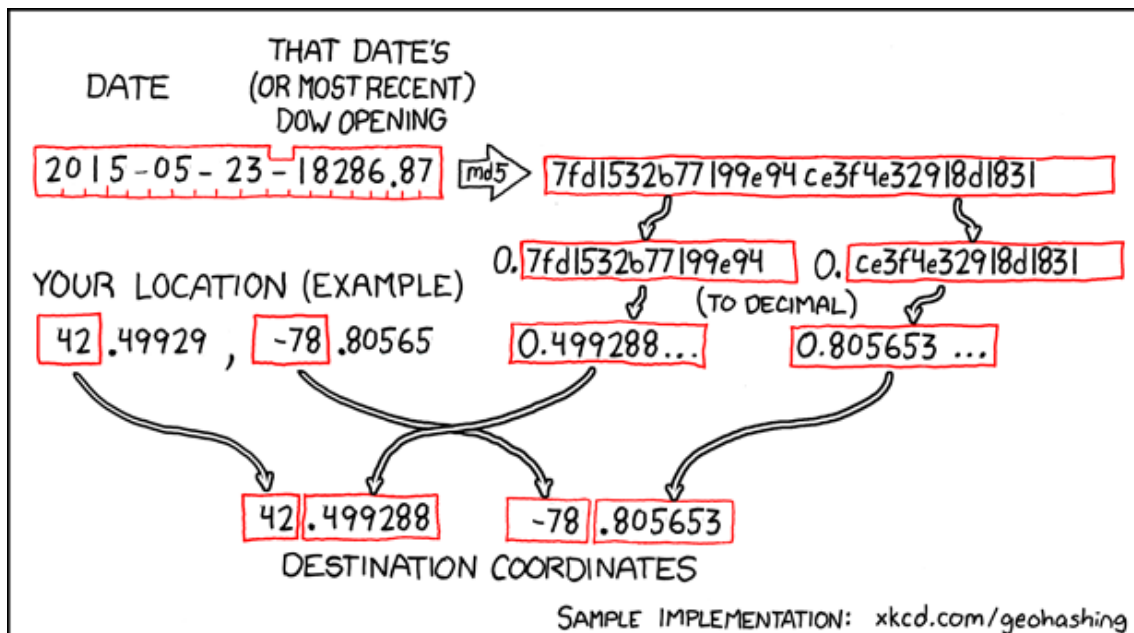 DATE
THAT DATE'S
(OR MOST RECENT)
DOW OPENING
2015-05-23-18286.87
md5
7fd1532b77199e94ce3f4e32918d1831
0.7fd1532b77199e94
0.ce3f4e32918d1831
YOUR LOCATION (EXAMPLE)
(TO DECIMAL)
42.49929, -78.80565
0.499288...
0.805653...
42.499288
-78.805653
DESTINATION COORDINATES
SAMPLE IMPLEMENTATION: xkcd.com/geohashing